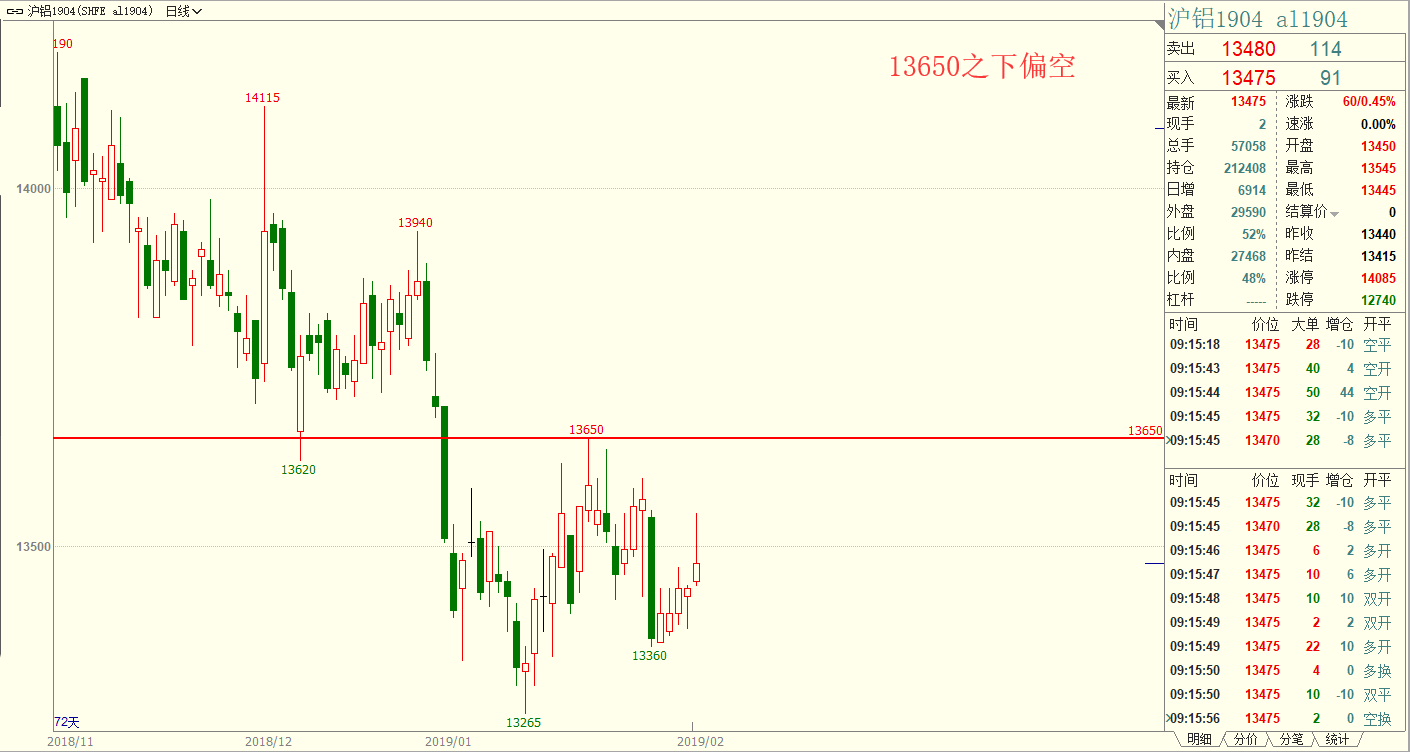 沪铝1904(SHFE al1904) 日线
190
14115
13940
13650之下偏空
14000
13650
13650
13620
13500
13360
13265
72天
2018/11
2018/12
2019/01
2019/02
沪铝1904 al1904
卖出 13480 114
买入 13475 91
最新 13475 涨跌 60/0.45%
现手 2 速涨 0.00%
总手 57058 开盘 13450
持仓 212408 最高 13545
日增 6914 最低 13445
外盘 29590 结算价 0
比例 52% 昨收 13440
内盘 27468 昨结 13415
比例 48% 涨停 14085
杠杆 ----- 跌停 12740
时间 价位 大单 增仓 开平
09:15:18 13475 28 -10 空平
09:15:43 13475 40 4 空开
09:15:44 13475 50 44 空开
09:15:45 13475 32 -10 多平
09:15:45 13470 28 -8 多平
时间 价位 现手 增仓 开平
09:15:45 13475 32 -10 多平
09:15:45 13470 28 -8 多平
09:15:46 13475 6 2 多开
09:15:47 13475 10 6 多开
09:15:48 13475 10 10 双开
09:15:49 13475 2 2 双开
09:15:49 13475 22 10 多开
09:15:50 13475 4 0 多换
09:15:50 13475 10 -10 双平
09:15:56 13475 2 0 空换
明细 分价 分笔 统计